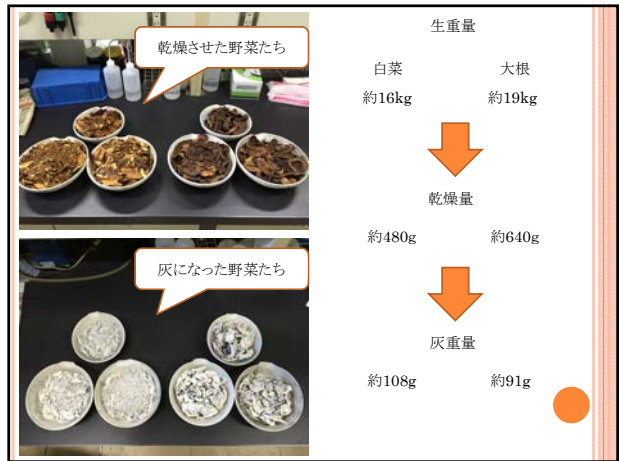 乾燥させた野菜たち
生重量
白菜 大根
約16kg 約19kg
乾燥量
約480g 約640g
灰になった野菜たち
灰重量
約108g 約91g